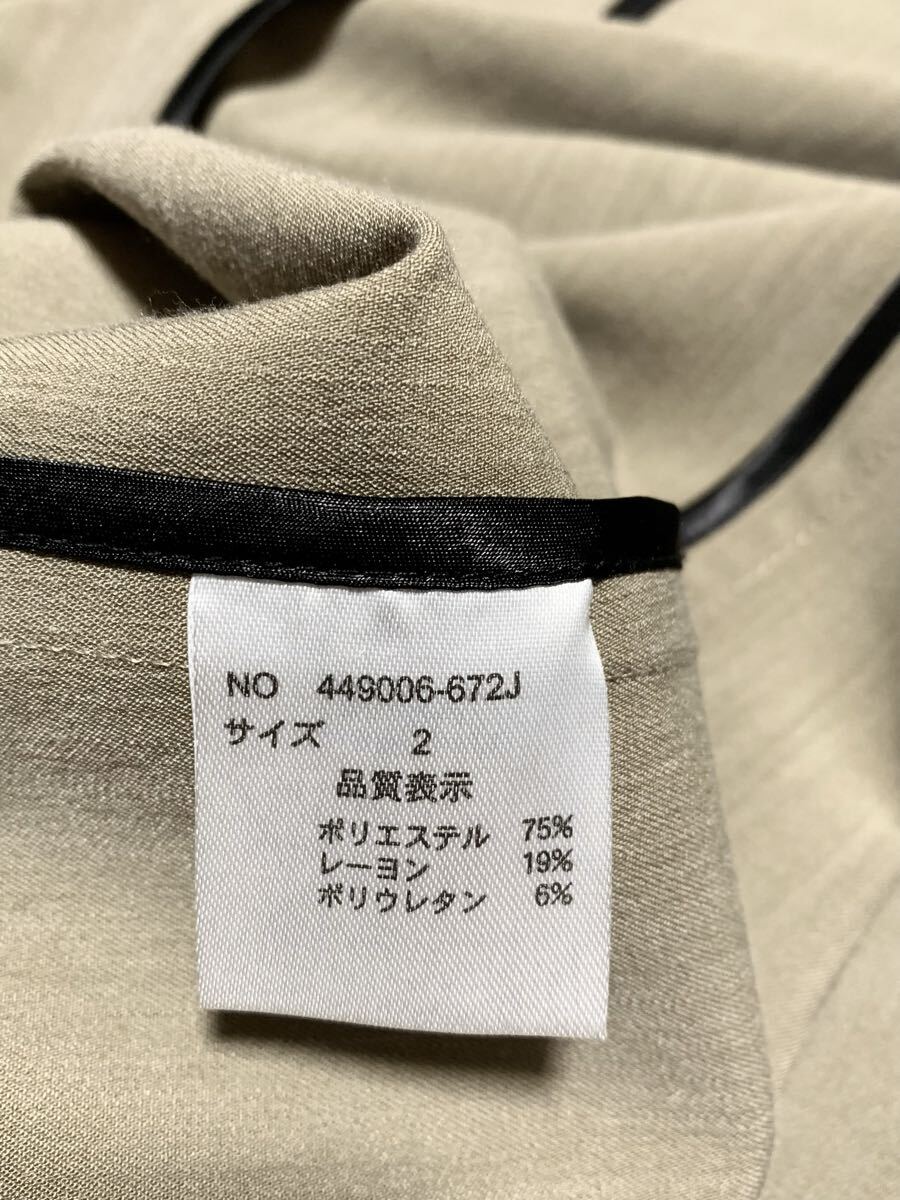 NO 449006-672J
サイズ 2
品質表示
ポリエステル 75%
レーヨン 19%
ポリウレタン 6%